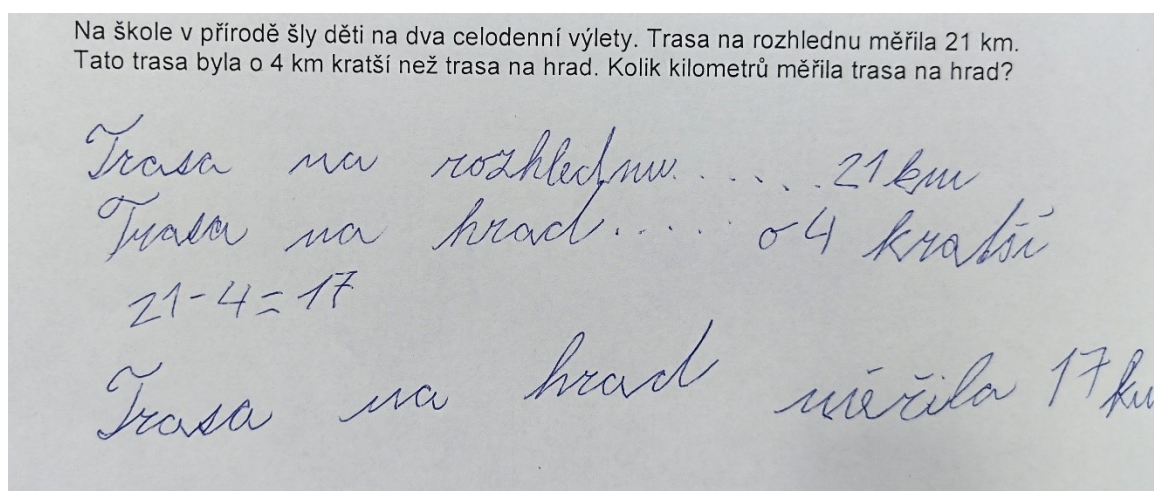 Na škole v přírodě šly děti na dva celodenní výlety. Trasa na rozhlednu měřila 21 km.
Tato trasa byla o 4 km kratší než trasa na hrad. Kolik kilometrů měřila trasa na hrad?
Trasa na rozhlednu..... 21 km
Trasa na hrad..... o 4 kratší
21-4=17
Trasa na hrad měřila 17 km